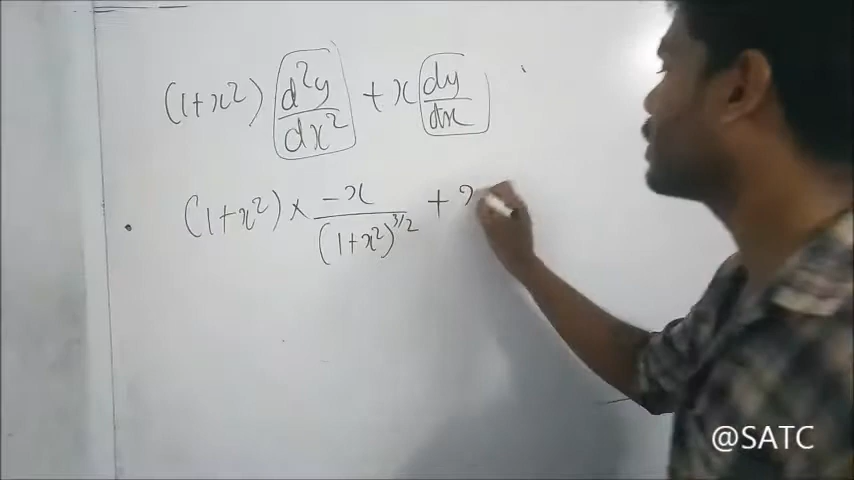 (1+x²) d²y/dx² + x dy/dx
(1+x²) × -x/(1+x²)^3/2 + x
@SATC